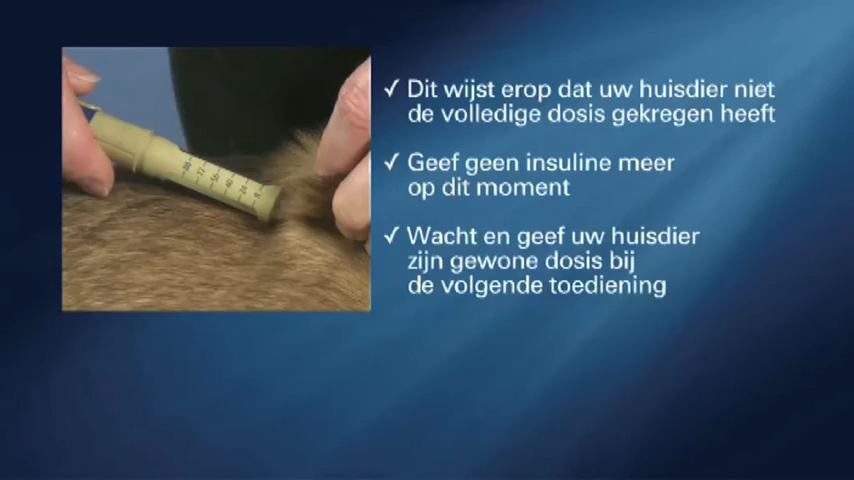 ✓ Dit wijst erop dat uw huisdier niet
de volledige dosis gekregen heeft
✓ Geef geen insuline meer
op dit moment
✓ Wacht en geef uw huisdier
zijn gewone dosis bij
de volgende toediening